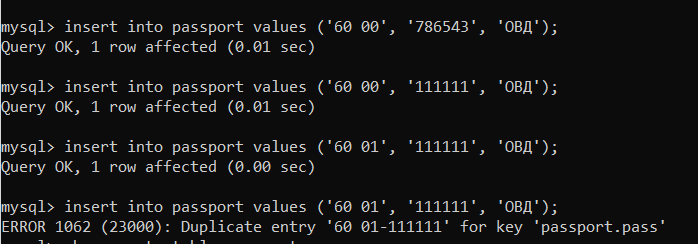 mysql> insert into passport values ('60 00', '786543', 'ОВД');
Query OK, 1 row affected (0.01 sec)
mysql> insert into passport values ('60 00', '111111', 'ОВД');
Query OK, 1 row affected (0.01 sec)
mysql> insert into passport values ('60 01', '111111', 'ОВД');
Query OK, 1 row affected (0.00 sec)
mysql> insert into passport values ('60 01', '111111', 'ОВД');
ERROR 1062 (23000): Duplicate entry '60 01-111111' for key 'passport.pass'